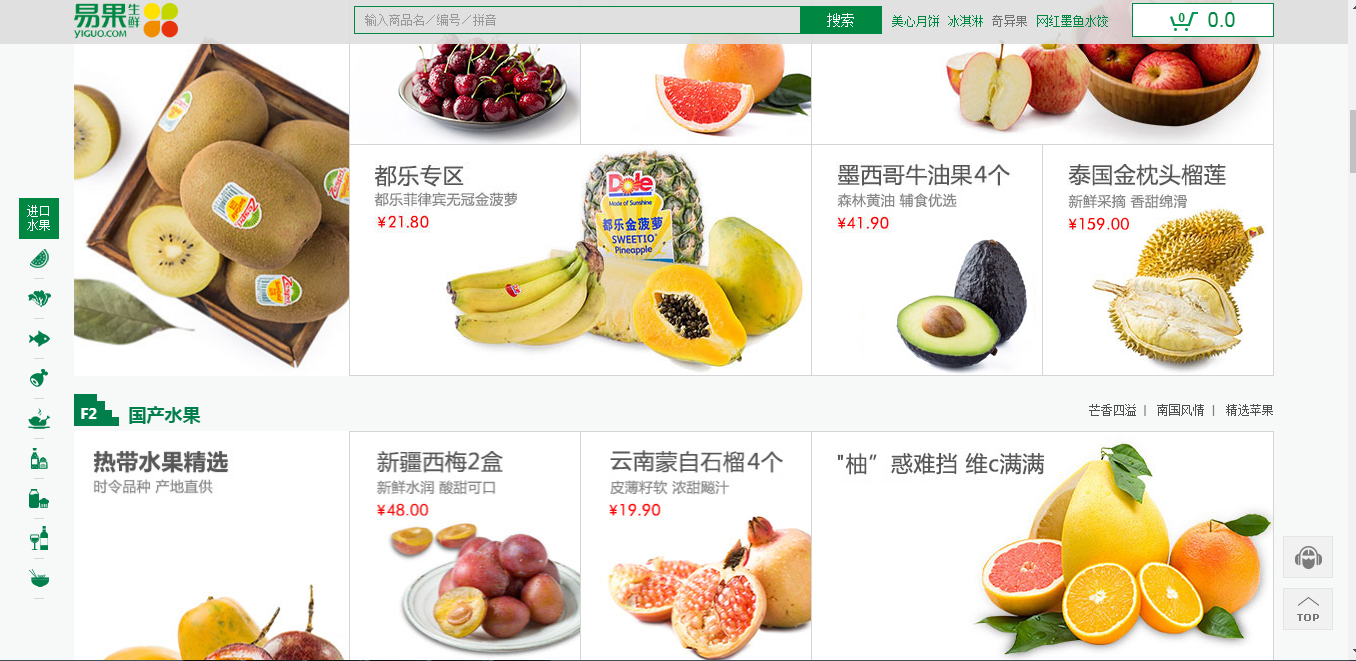 易果生鲜
YIGUO.COM
输入商品名／编号／拼音
搜索
美心月饼 冰淇淋 奇异果 网红墨鱼水饺
0 0.0
进口
水果
都乐专区
都乐菲律宾无冠金菠萝
¥21.80
Dole
Made of Sunshine
都乐金菠萝
SWEETIO
Pineapple
墨西哥牛油果4个
森林黄油 辅食优选
¥41.90
泰国金枕头榴莲
新鲜采摘 香甜绵滑
¥159.00
F2 国产水果
芒香四溢 | 南国风情 | 精选苹果
热带水果精选
时令品种 产地直供
新疆西梅2盒
新鲜水润 酸甜可口
¥48.00
云南蒙自石榴4个
皮薄籽软 浓甜飚汁
¥19.90
"柚”惑难挡 维c满满
TOP